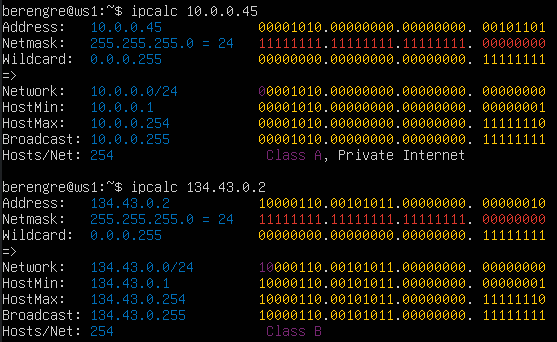 berengre@ws1:~$ ipcalc 10.0.0.45
Address:   10.0.0.45            00001010.00000000.00000000. 00101101
Netmask:   255.255.255.0 = 24   11111111.11111111.11111111. 00000000
Wildcard:  0.0.0.255            00000000.00000000.00000000. 11111111
=>
Network:   10.0.0.0/24          00001010.00000000.00000000. 00000000
HostMin:   10.0.0.1             00001010.00000000.00000000. 00000001
HostMax:   10.0.0.254           00001010.00000000.00000000. 11111110
Broadcast: 10.0.0.255           00001010.00000000.00000000. 11111111
Hosts/Net: 254                   Class A, Private Internet
berengre@ws1:~$ ipcalc 134.43.0.2
Address:   134.43.0.2           10000110.00101011.00000000. 00000010
Netmask:   255.255.255.0 = 24   11111111.11111111.11111111. 00000000
Wildcard:  0.0.0.255            00000000.00000000.00000000. 11111111
=>
Network:   134.43.0.0/24        10000110.00101011.00000000. 00000000
HostMin:   134.43.0.1           10000110.00101011.00000000. 00000001
HostMax:   134.43.0.254         10000110.00101011.00000000. 11111110
Broadcast: 134.43.0.255         10000110.00101011.00000000. 11111111
Hosts/Net: 254                   Class B